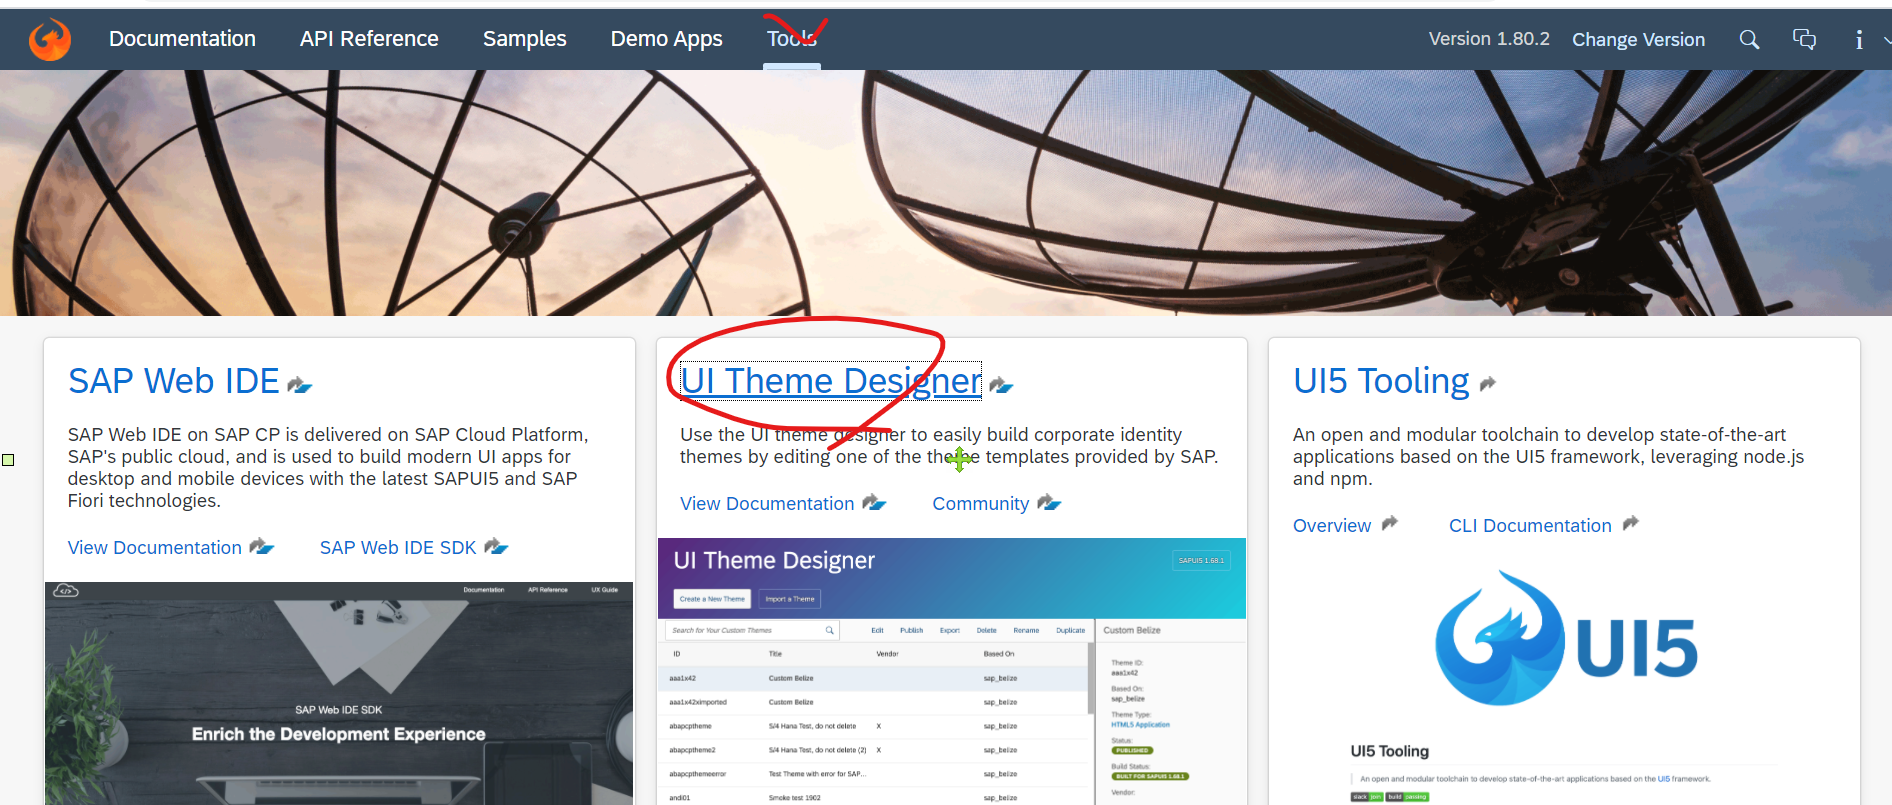 Documentation API Reference Samples Demo Apps Tools Version 1.80.2 Change Version
SAP Web IDE
SAP Web IDE on SAP CP is delivered on SAP Cloud Platform,
SAP's public cloud, and is used to build modern UI apps for
desktop and mobile devices with the latest SAPUI5 and SAP
Fiori technologies.
View Documentation SAP Web IDE SDK
Documentation API Reference UX Guide
SAP Web IDE SDK
Enrich the Development Experience
UI Theme Designer
Use the UI theme designer to easily build corporate identity
themes by editing one of the theme templates provided by SAP.
View Documentation Community
UI Theme Designer
SAPUI5 1.68.1
Create a New Theme Import a Theme
Search for Your Custom Themes Edit Publish Export Delete Rename Duplicate
ID Title Vendor Based On
aaa1x42 Custom Belize sap_belize
aaa1x42ximported Custom Belize sap_belize
abapcptheme S/4 Hana Test, do not delete X sap_belize
abapcptheme2 S/4 Hana Test, do not delete (2) X sap_belize
abapcpthemeerror Test Theme with error for SAP... sap_belize
andi01 Smoke test 1902 sap_belize
Custom Belize
Theme ID:
aaa1x42
Based On:
sap_belize
Theme Type:
HTML5 Application
Status:
PUBLISHED
Build Status:
BUILT FOR SAPUI5 1.68.1
Vendor:
UI5 Tooling
An open and modular toolchain to develop state-of-the-art
applications based on the UI5 framework, leveraging node.js
and npm.
Overview CLI Documentation
UI5
UI5 Tooling
An open and modular toolchain to develop state-of-the-art applications based on the UI5 framework.
slack join build passing